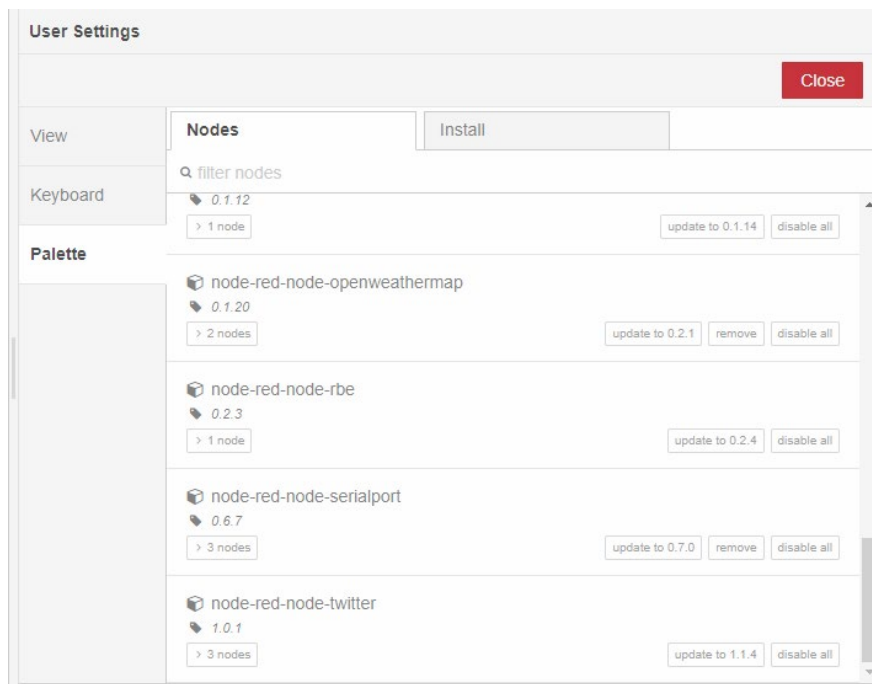 User Settings
Close
View
Keyboard
Palette
Nodes
Install
filter nodes
0.1.12
> 1 node
update to 0.1.14
disable all
node-red-node-openweathermap
0.1.20
> 2 nodes
update to 0.2.1
remove
disable all
node-red-node-rbe
0.2.3
> 1 node
update to 0.2.4
disable all
node-red-node-serialport
0.6.7
> 3 nodes
update to 0.7.0
remove
disable all
node-red-node-twitter
1.0.1
> 3 nodes
update to 1.1.4
disable all